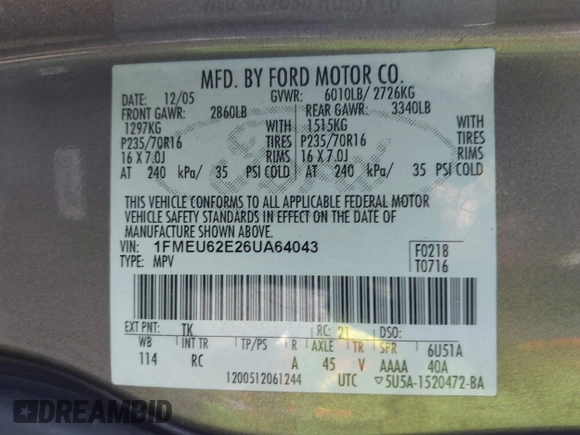 MFD. BY FORD MOTOR CO.
DATE: 12/05 GVWR: 6010LB/ 2726KG
FRONT GAWR: 2860LB REAR GAWR: 3340LB
1297KG WITH 1515KG WITH
P235/70R16 TIRES P235/70R16 TIRES
16 X 7.0J RIMS 16 X 7.0J RIMS
AT 240 kPa/ 35 PSI COLD AT 240 kPa/ 35 PSI COLD
THIS VEHICLE CONFORMS TO ALL APPLICABLE FEDERAL MOTOR
VEHICLE SAFETY STANDARDS IN EFFECT ON THE DATE OF
MANUFACTURE SHOWN ABOVE.
VIN: 1FMEU62E26UA64043 F0218
TYPE: MPV T0716
EXT PNT: TK RC: 21 DSO:
WB INT TR TP/PS R AXLE TR SPR 6U51A
114 RC A 45 V AAAA 40A
1200512061244 UTC ▽5U5A-1520472-BA
A AutoBidMaster